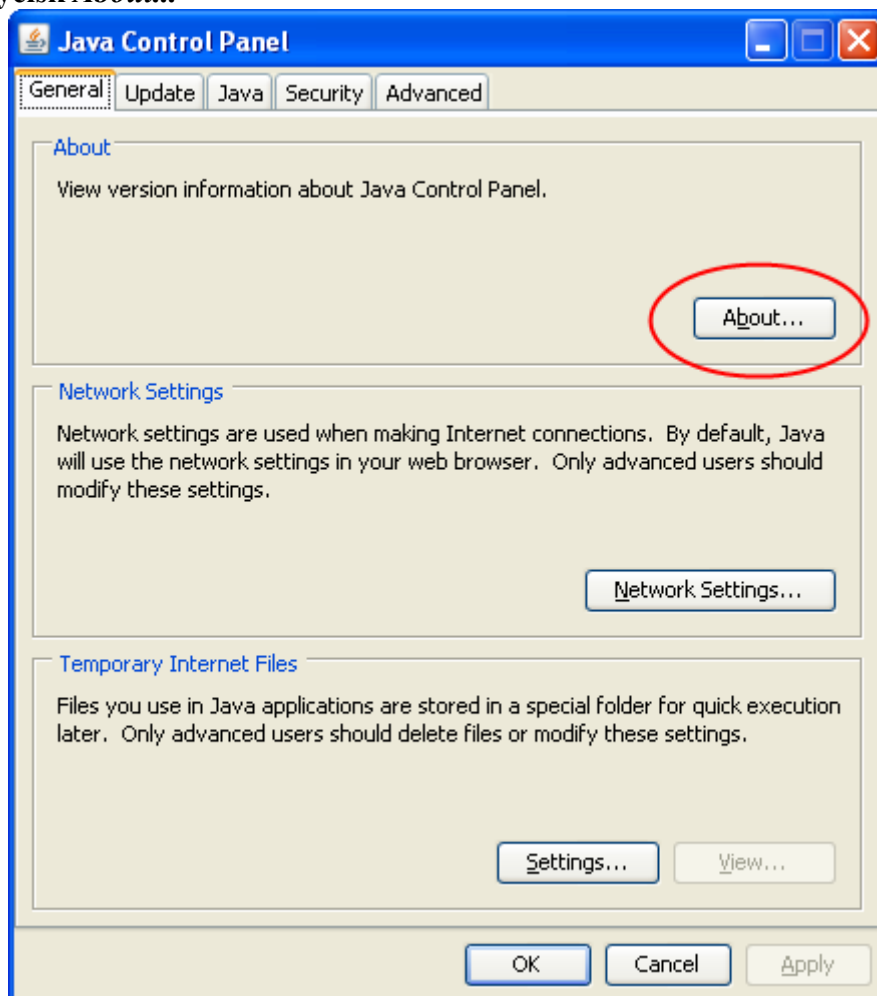 About...
Java Control Panel
General Update Java Security Advanced
About
View version information about Java Control Panel.
About...
Network Settings
Network settings are used when making Internet connections.  By default, Java
will use the network settings in your web browser.  Only advanced users should
modify these settings.
Network Settings...
Temporary Internet Files
Files you use in Java applications are stored in a special folder for quick execution
later.  Only advanced users should delete files or modify these settings.
Settings... View...
OK Cancel Apply